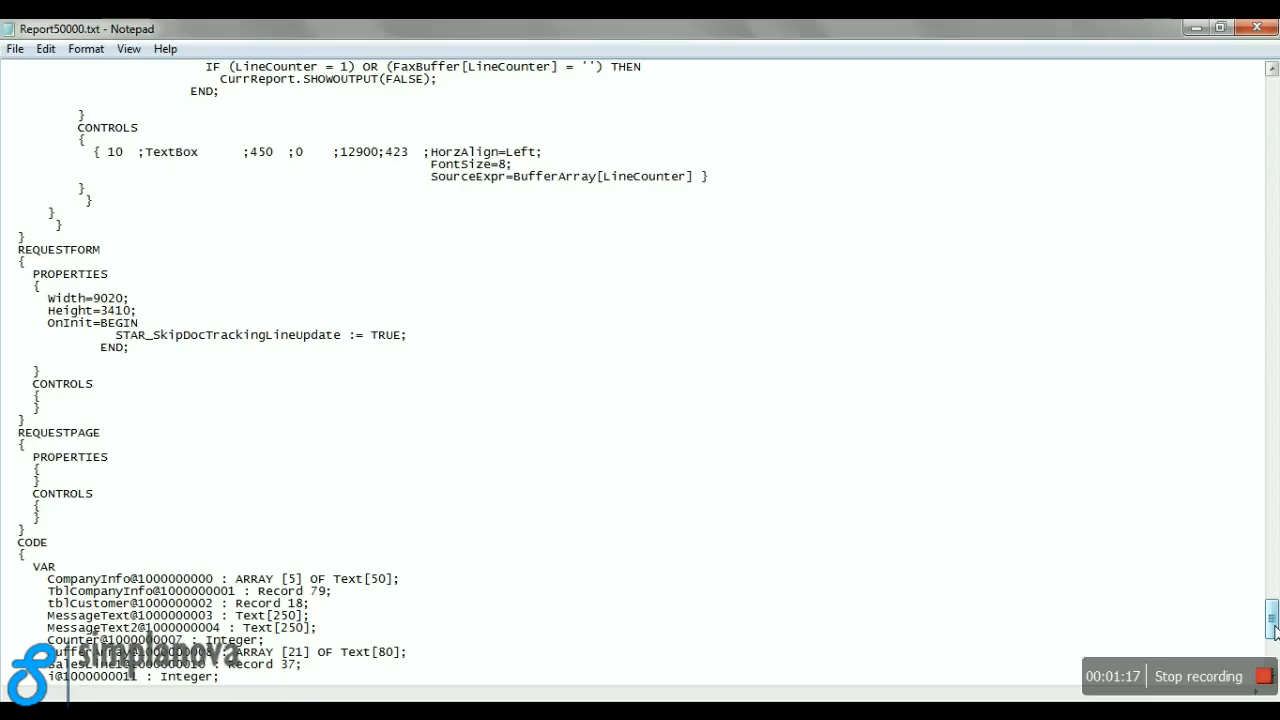 Report50000.txt - Notepad
File Edit Format View Help
IF (LineCounter = 1) OR (FaxBuffer[LineCounter] = '') THEN
CurrReport.SHOWOUTPUT(FALSE);
END;
}
CONTROLS
{
{ 10 ;TextBox ;450 ;0 ;12900;423 ;HorzAlign=Left;
FontSize=8;
SourceExpr=BufferArray[LineCounter] }
}
}
}
}
}
REQUESTFORM
{
PROPERTIES
{
Width=9020;
Height=3410;
OnInit=BEGIN
STAR_SkipDocTrackingLineUpdate := TRUE;
END;
}
CONTROLS
{
}
}
REQUESTPAGE
{
PROPERTIES
{
}
CONTROLS
{
}
}
CODE
{
VAR
CompanyInfo@1000000000 : ARRAY [5] OF Text[50];
TblCompanyInfo@1000000001 : Record 79;
tblCustomer@1000000002 : Record 18;
MessageText@1000000003 : Text[250];
MessageText2@1000000004 : Text[250];
Counter@1000000007 : Integer;
: ARRAY [21] OF Text[80];
Record 37;
i@1000000011 : Integer;
simplanova
00:01:17 Stop recording